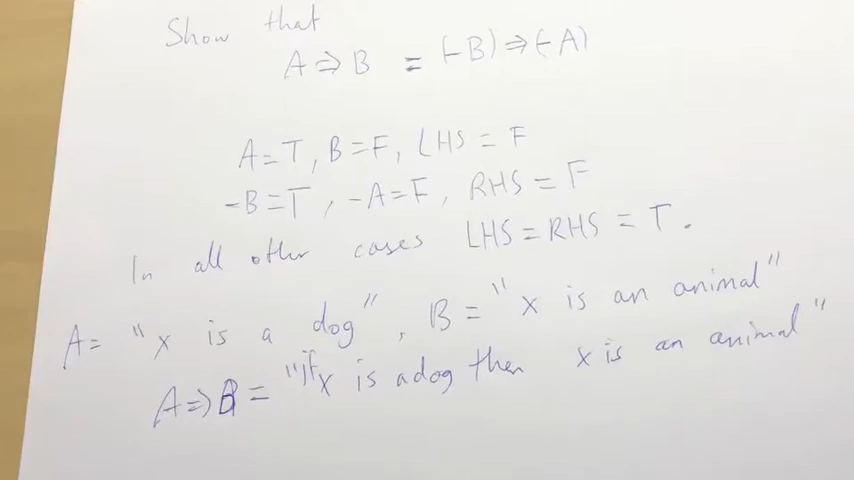 Show that
A ⇒ B = (-B) ⇒ (-A)
A = T, B = F, LHS = F
-B = T, -A = F, RHS = F
In all other cases LHS = RHS = T.
A = "x is a dog", B = "x is an animal"
A ⇒ B = "if x is a dog then x is an animal"